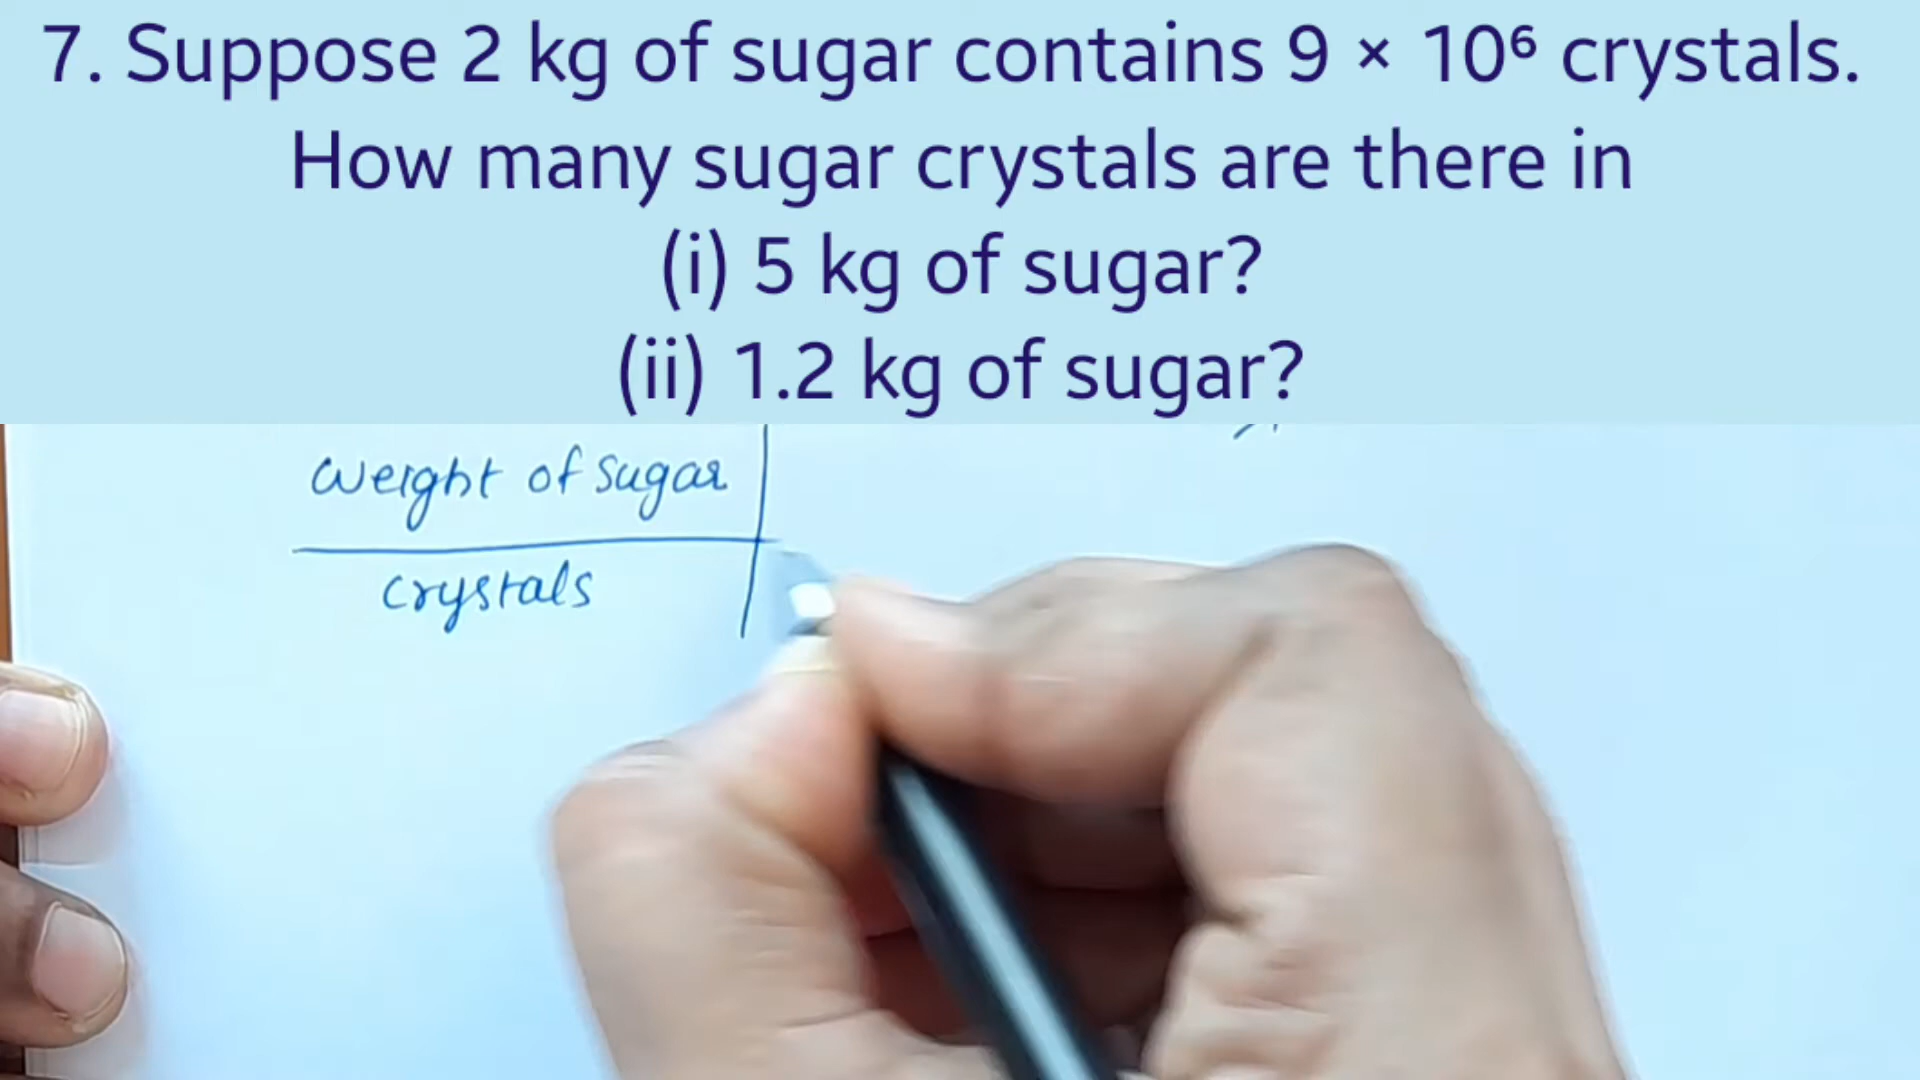 7. Suppose 2 kg of sugar contains 9 × 10⁶ crystals.
How many sugar crystals are there in
(i) 5 kg of sugar?
(ii) 1.2 kg of sugar?
weight of sugar
crystals